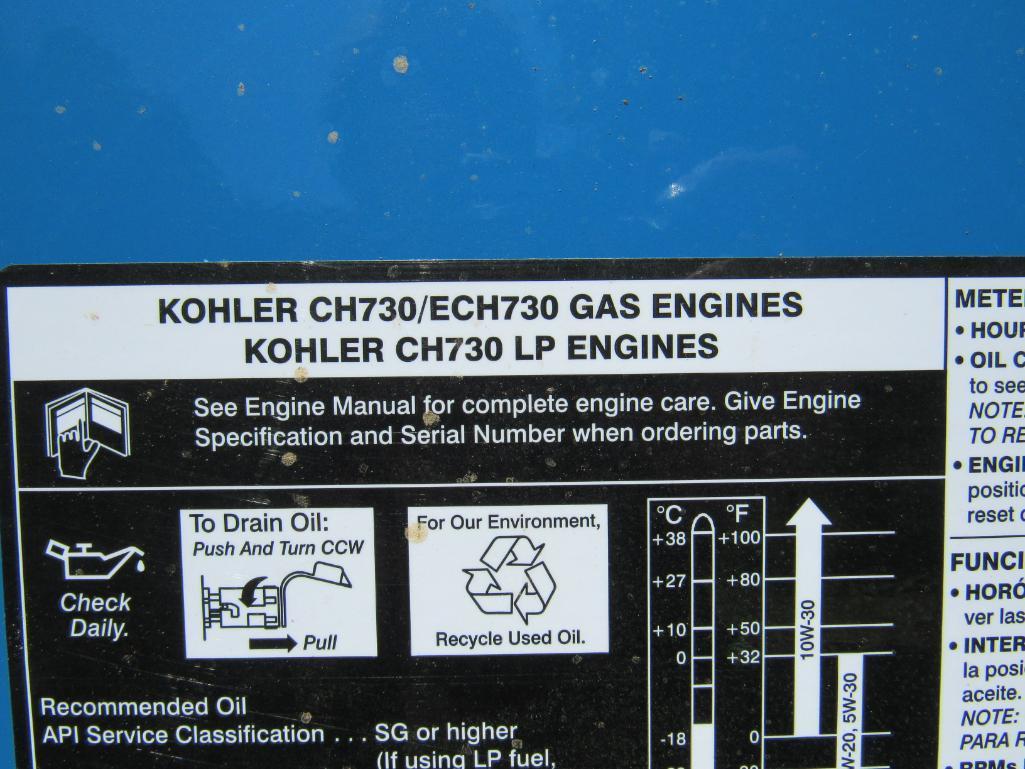 KOHLER CH730/ECH730 GAS ENGINES
KOHLER CH730 LP ENGINES
See Engine Manual for complete engine care. Give Engine
Specification and Serial Number when ordering parts.
Check
Daily.
To Drain Oil:
Push And Turn CCW
Pull
For Our Environment,
Recycle Used Oil.
Recommended Oil
API Service Classification . . . SG or higher
(If using LP fuel,
°C °F
+38 +100
+27 +80
+10 +50
0 +32
-18 0
10W-30
5W-30
• HOUR
• OIL C
to see
NOTE:
TO RE
•
reset
• HORÓ
ver las
• INTER
la posi
aceite.
NOTE:
PARA R
• RPMs